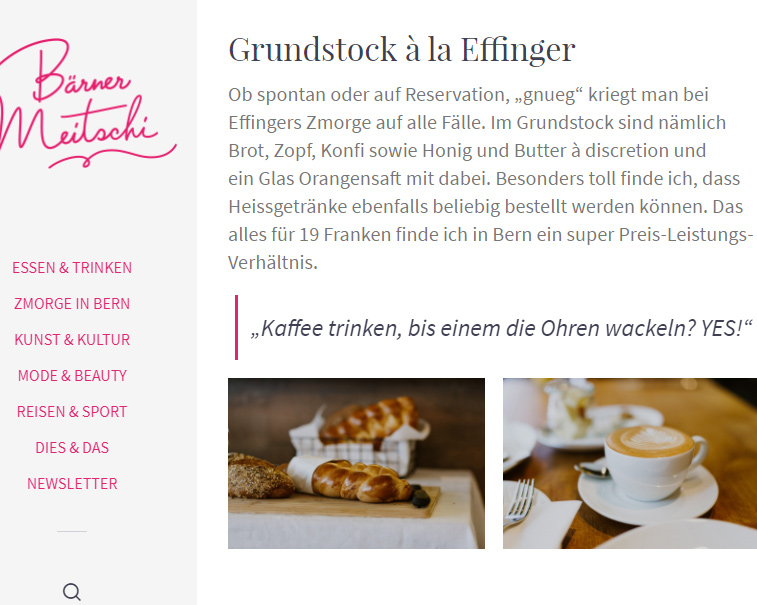 Bärner
Meitschi
ESSEN & TRINKEN
ZMORGE IN BERN
KUNST & KULTUR
MODE & BEAUTY
REISEN & SPORT
DIES & DAS
NEWSLETTER
Grundstock à la Effinger
Ob spontan oder auf Reservation, „gnueg“ kriegt man bei
Effingers Zmorge auf alle Fälle. Im Grundstock sind nämlich
Brot, Zopf, Konfi sowie Honig und Butter à discretion und
ein Glas Orangensaft mit dabei. Besonders toll finde ich, dass
Heissgetränke ebenfalls beliebig bestellt werden können. Das
alles für 19 Franken finde ich in Bern ein super Preis-Leistungs-
Verhältnis.
„Kaffee trinken, bis einem die Ohren wackeln? YES!“